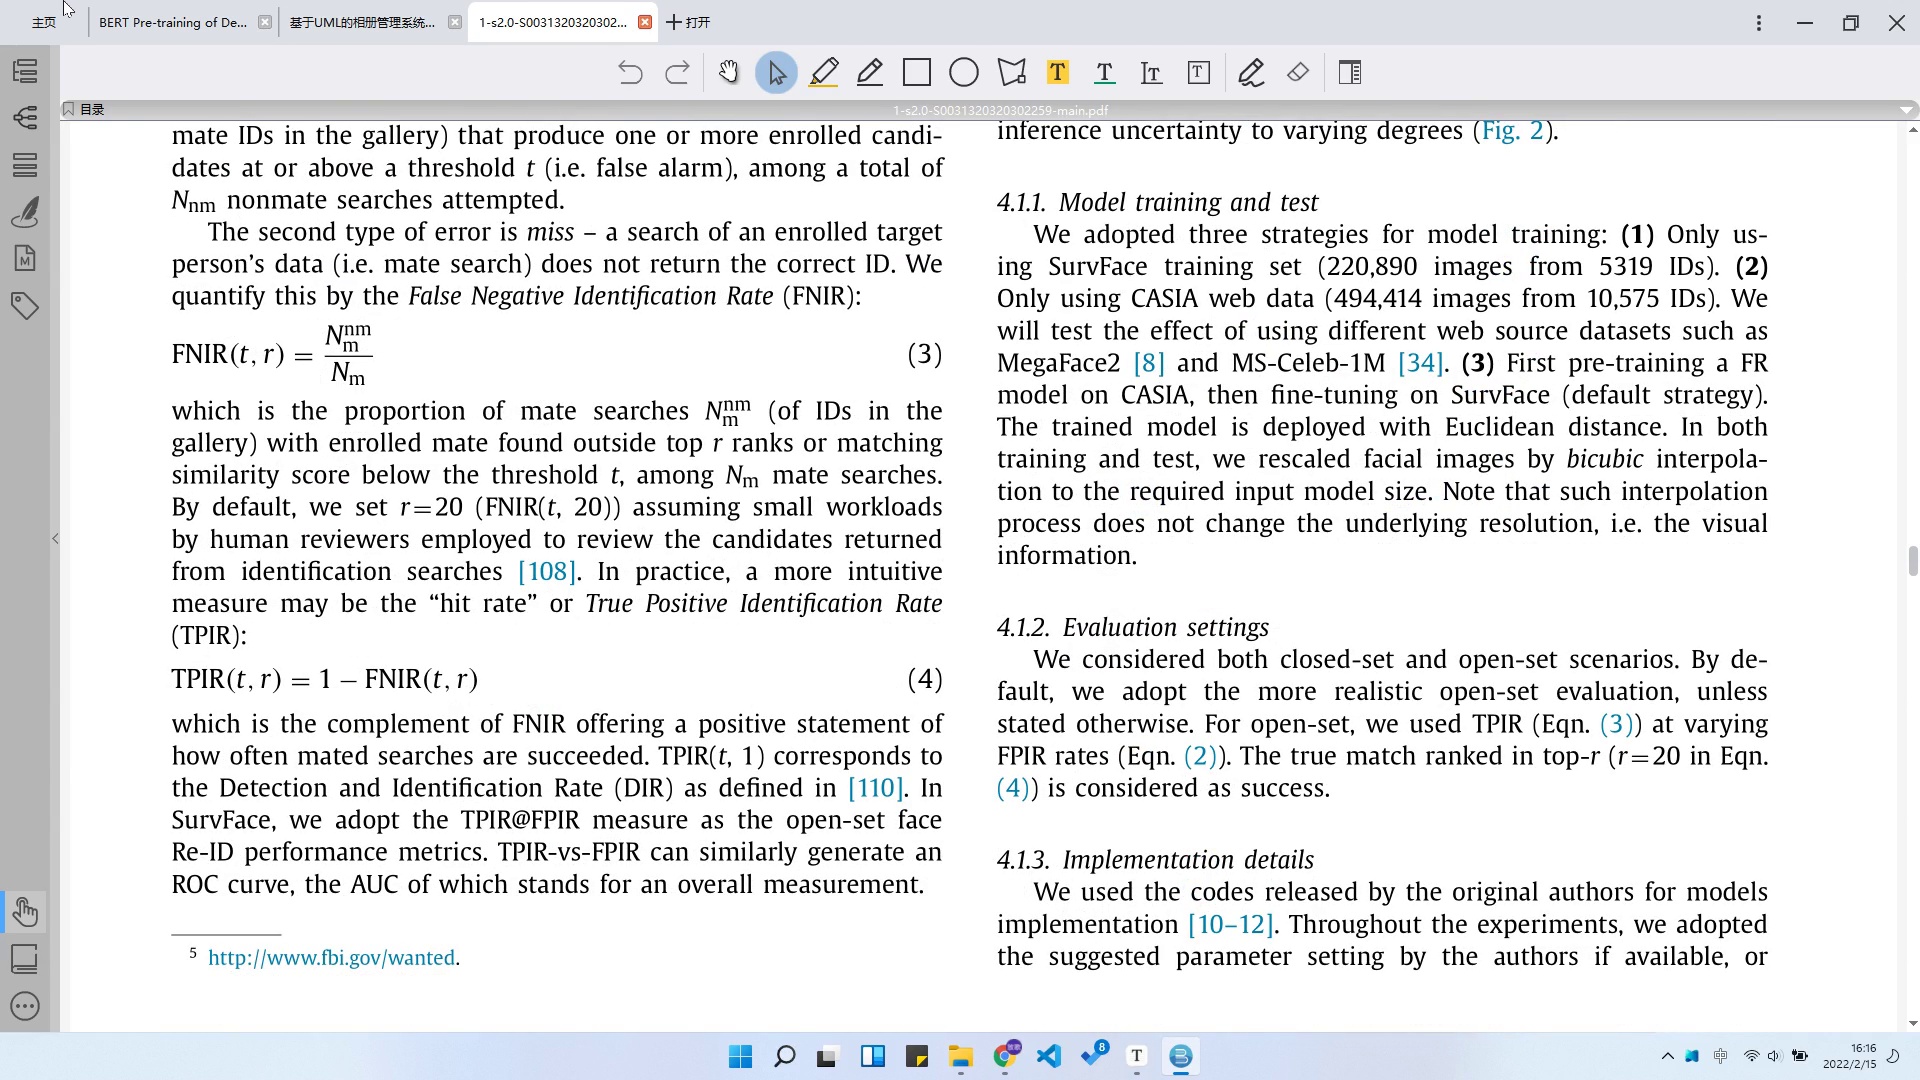 主页
BERT Pre-training of De...
基于UML的相册管理系统...
1-s2.0-S0031320320302...
打开
目录
1-s2.0-S0031320320302259-main.pdf
mate IDs in the gallery) that produce one or more enrolled candi-
dates at or above a threshold t (i.e. false alarm), among a total of
Nnm nonmate searches attempted.
The second type of error is miss – a search of an enrolled target
person's data (i.e. mate search) does not return the correct ID. We
quantify this by the False Negative Identification Rate (FNIR):
FNIR(t, r) = N_m^nm / N_m (3)
which is the proportion of mate searches N_m^nm (of IDs in the
gallery) with enrolled mate found outside top r ranks or matching
similarity score below the threshold t, among Nm mate searches.
By default, we set r=20 (FNIR(t, 20)) assuming small workloads
by human reviewers employed to review the candidates returned
from identification searches [108]. In practice, a more intuitive
measure may be the “hit rate” or True Positive Identification Rate
(TPIR):
TPIR(t, r) = 1 − FNIR(t, r) (4)
which is the complement of FNIR offering a positive statement of
how often mated searches are succeeded. TPIR(t, 1) corresponds to
the Detection and Identification Rate (DIR) as defined in [110]. In
SurvFace, we adopt the TPIR@FPIR measure as the open-set face
Re-ID performance metrics. TPIR-vs-FPIR can similarly generate an
ROC curve, the AUC of which stands for an overall measurement.
5 http://www.fbi.gov/wanted.
inference uncertainty to varying degrees (Fig. 2).
4.1.1. Model training and test
We adopted three strategies for model training: (1) Only us-
ing SurvFace training set (220,890 images from 5319 IDs). (2)
Only using CASIA web data (494,414 images from 10,575 IDs). We
will test the effect of using different web source datasets such as
MegaFace2 [8] and MS-Celeb-1M [34]. (3) First pre-training a FR
model on CASIA, then fine-tuning on SurvFace (default strategy).
The trained model is deployed with Euclidean distance. In both
training and test, we rescaled facial images by bicubic interpola-
tion to the required input model size. Note that such interpolation
process does not change the underlying resolution, i.e. the visual
information.
4.1.2. Evaluation settings
We considered both closed-set and open-set scenarios. By de-
fault, we adopt the more realistic open-set evaluation, unless
stated otherwise. For open-set, we used TPIR (Eqn. (3)) at varying
FPIR rates (Eqn. (2)). The true match ranked in top-r (r=20 in Eqn.
(4)) is considered as success.
4.1.3. Implementation details
We used the codes released by the original authors for models
implementation [10–12]. Throughout the experiments, we adopted
the suggested parameter setting by the authors if available, or
8
中
16:16
2022/2/15